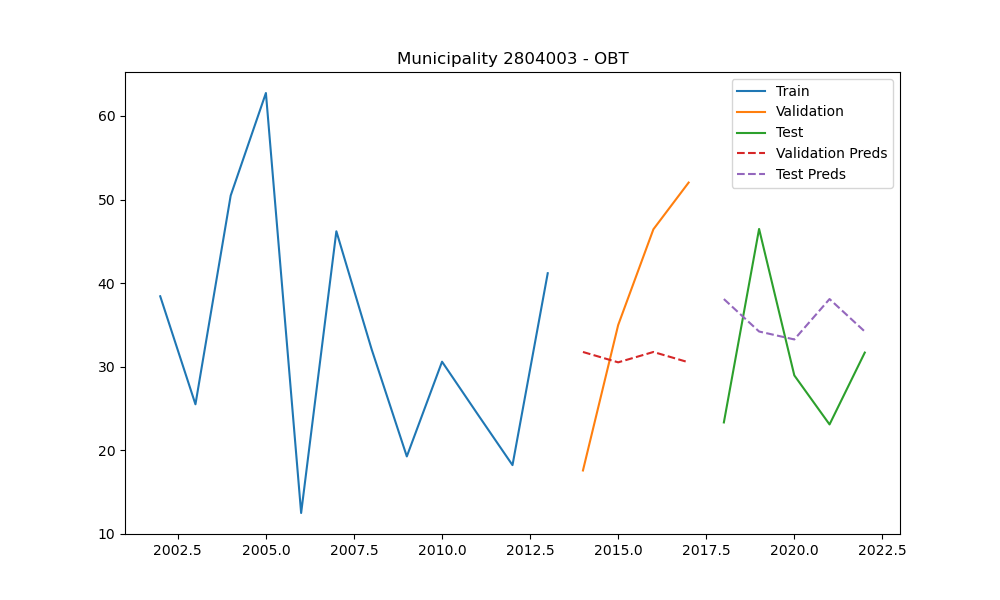 Municipality 2804003 - OBT
Train
Validation
Test
Validation Preds
Test Preds
60
50
40
30
20
10
2002.5 2005.0 2007.5 2010.0 2012.5 2015.0 2017.5 2020.0 2022.5